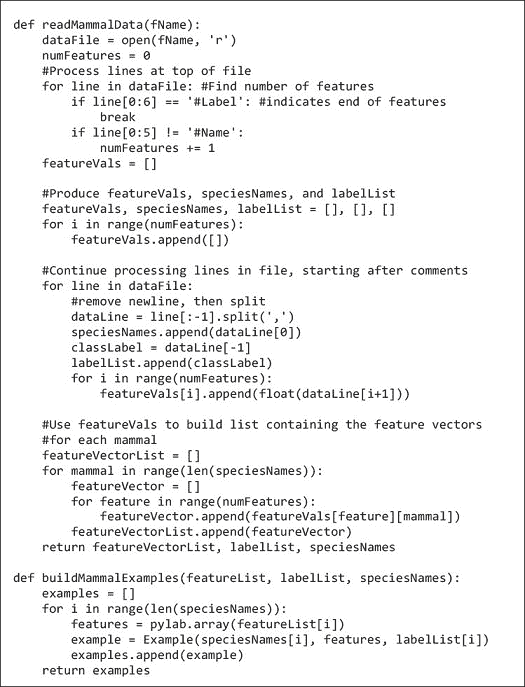 def readMammalData(fName):
    dataFile = open(fName, 'r')
    numFeatures = 0
    #Process lines at top of file
    for line in dataFile: #Find number of features
        if line[0:6] == '#Label': #indicates end of features
            break
        if line[0:5] != '#Name':
            numFeatures += 1
    featureVals = []

    #Produce featureVals, speciesNames, and labelList
    featureVals, speciesNames, labelList = [], [], []
    for i in range(numFeatures):
        featureVals.append([])

    #Continue processing lines in file, starting after comments
    for line in dataFile:
        #remove newline, then split
        dataLine = line[:-1].split(',')
        speciesNames.append(dataLine[0])
        classLabel = dataLine[-1]
        labelList.append(classLabel)
        for i in range(numFeatures):
            featureVals[i].append(float(dataLine[i+1]))

    #Use featureVals to build list containing the feature vectors
    #for each mammal
    featureVectorList = []
    for mammal in range(len(speciesNames)):
        featureVector = []
        for feature in range(numFeatures):
            featureVector.append(featureVals[feature][mammal])
        featureVectorList.append(featureVector)
    return featureVectorList, labelList, speciesNames

def buildMammalExamples(featureList, labelList, speciesNames):
    examples = []
    for i in range(len(speciesNames)):
        features = pylab.array(featureList[i])
        example = Example(speciesNames[i], features, labelList[i])
        examples.append(example)
    return examples